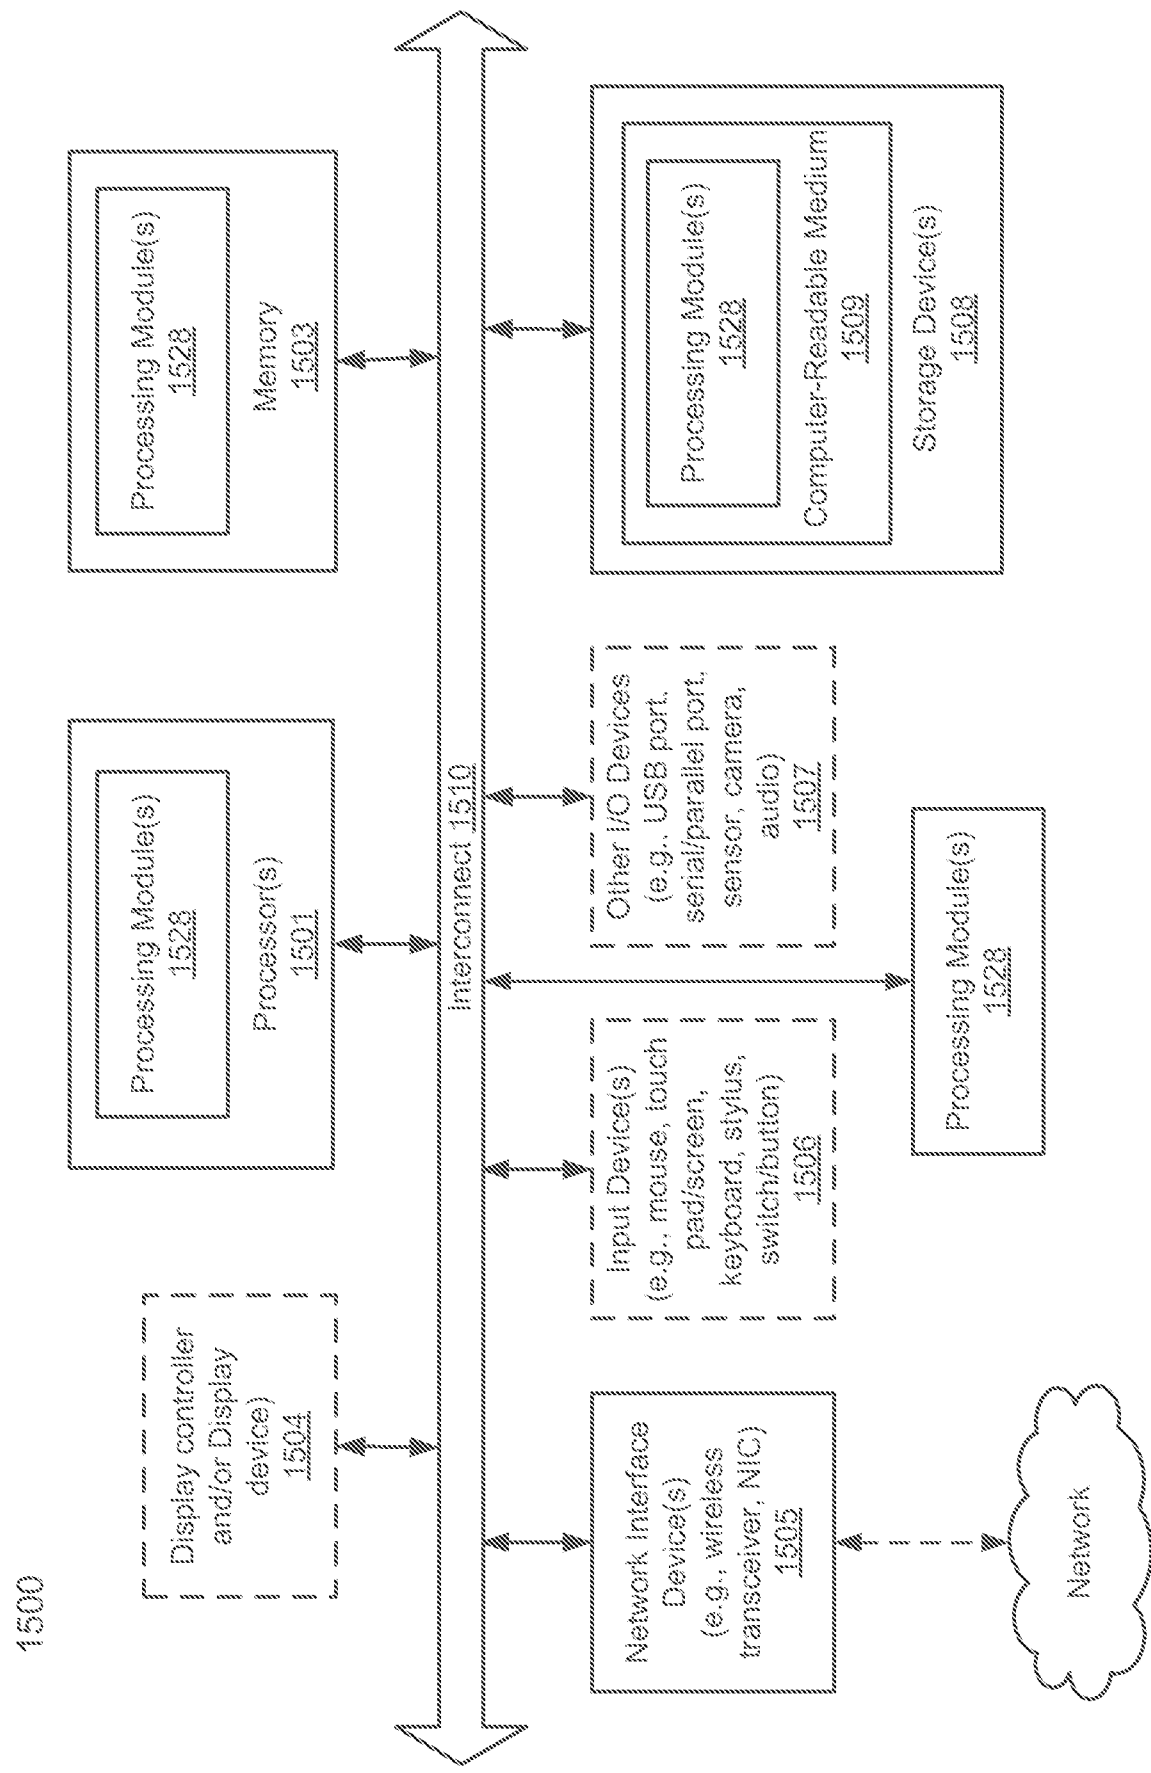 1500
Display controller
and/or Display
device)
1504
Processing Module(s)
1528
Processor(s)
1501
Processing Module(s)
1528
Memory
1503
Interconnect 1510
Network Interface
Device(s)
(e.g., wireless
transceiver, NIC)
1505
Input Device(s)
(e.g., mouse, touch
pad/screen,
keyboard, stylus,
switch/bution)
1506
Other I/O Devices
(e.g., USB port,
serial/parallel port,
sensor, camera,
audio)
1507
Processing Module(s)
1528
Computer-Readable Medium
1509
Storage Device(s)
1508
Processing Module(s)
1528
Network